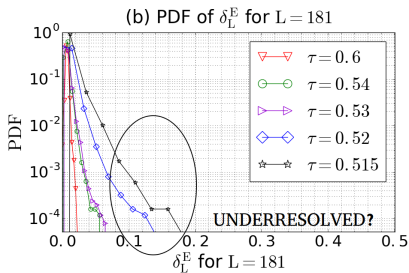 (b) PDF of δ_L^E for L = 181
PDF
10^0
10^-1
10^-2
10^-3
10^-4
τ = 0.6
τ = 0.54
τ = 0.53
τ = 0.52
τ = 0.515
UNDERRESOLVED?
0.0 0.1 0.2 0.3 0.4 0.5
δ_L^E for L = 181